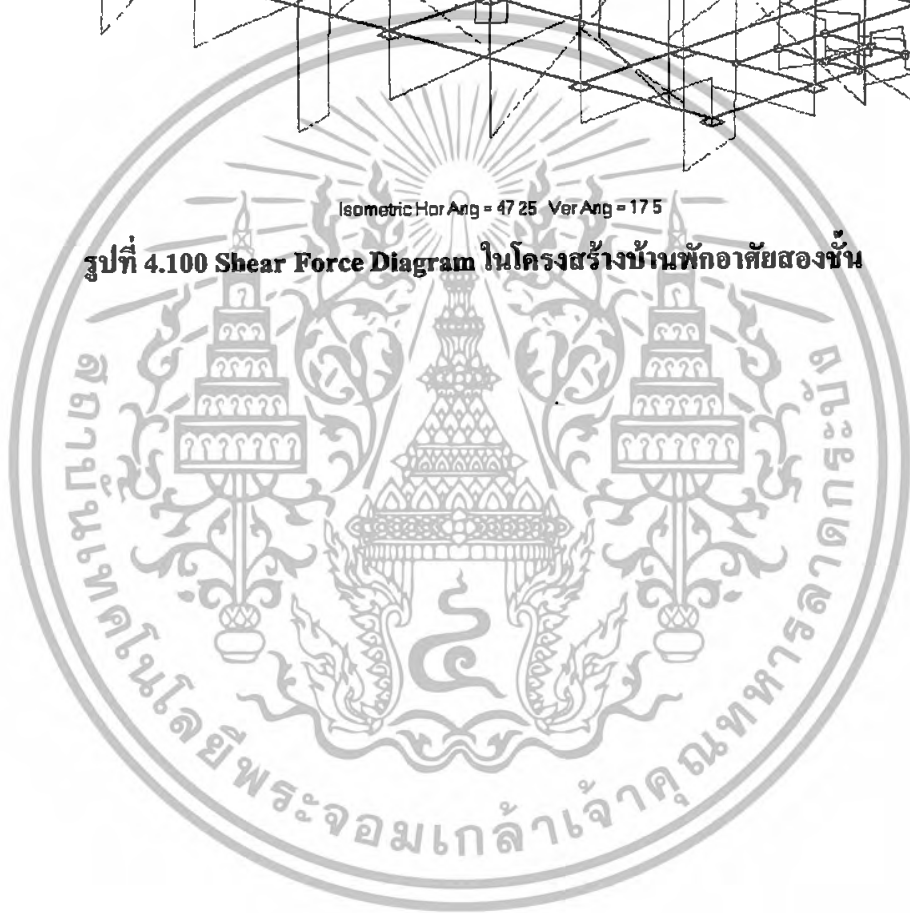 Isometric Hor Ang = 47 25 Ver Ang = 17 5
รูปที่ 4.100 Shear Force Diagram ในโครงสร้างบ้านพักอาศัยสองชั้น
สถาบันเทคโนโลยีพระจอมเกล้าเจ้าคุณทหารลาดกระบัง
๔